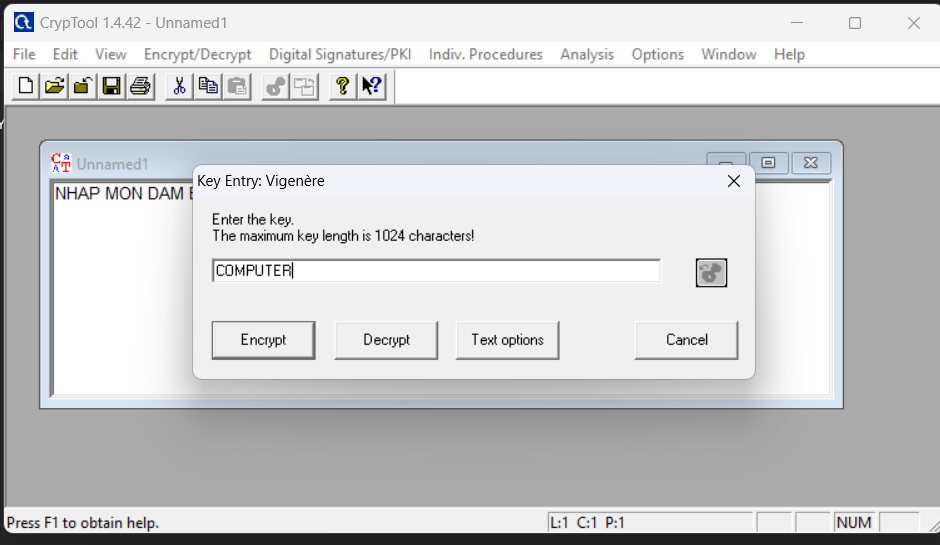 CrypTool 1.4.42 - Unnamed1
File Edit View Encrypt/Decrypt Digital Signatures/PKI Indiv. Procedures Analysis Options Window Help
Unnamed1
NHAP MON DAM
Key Entry: Vigenère
Enter the key.
The maximum key length is 1024 characters!
COMPUTER
Encrypt Decrypt Text options Cancel
Press F1 to obtain help.
L:1 C:1 P:1
NUM